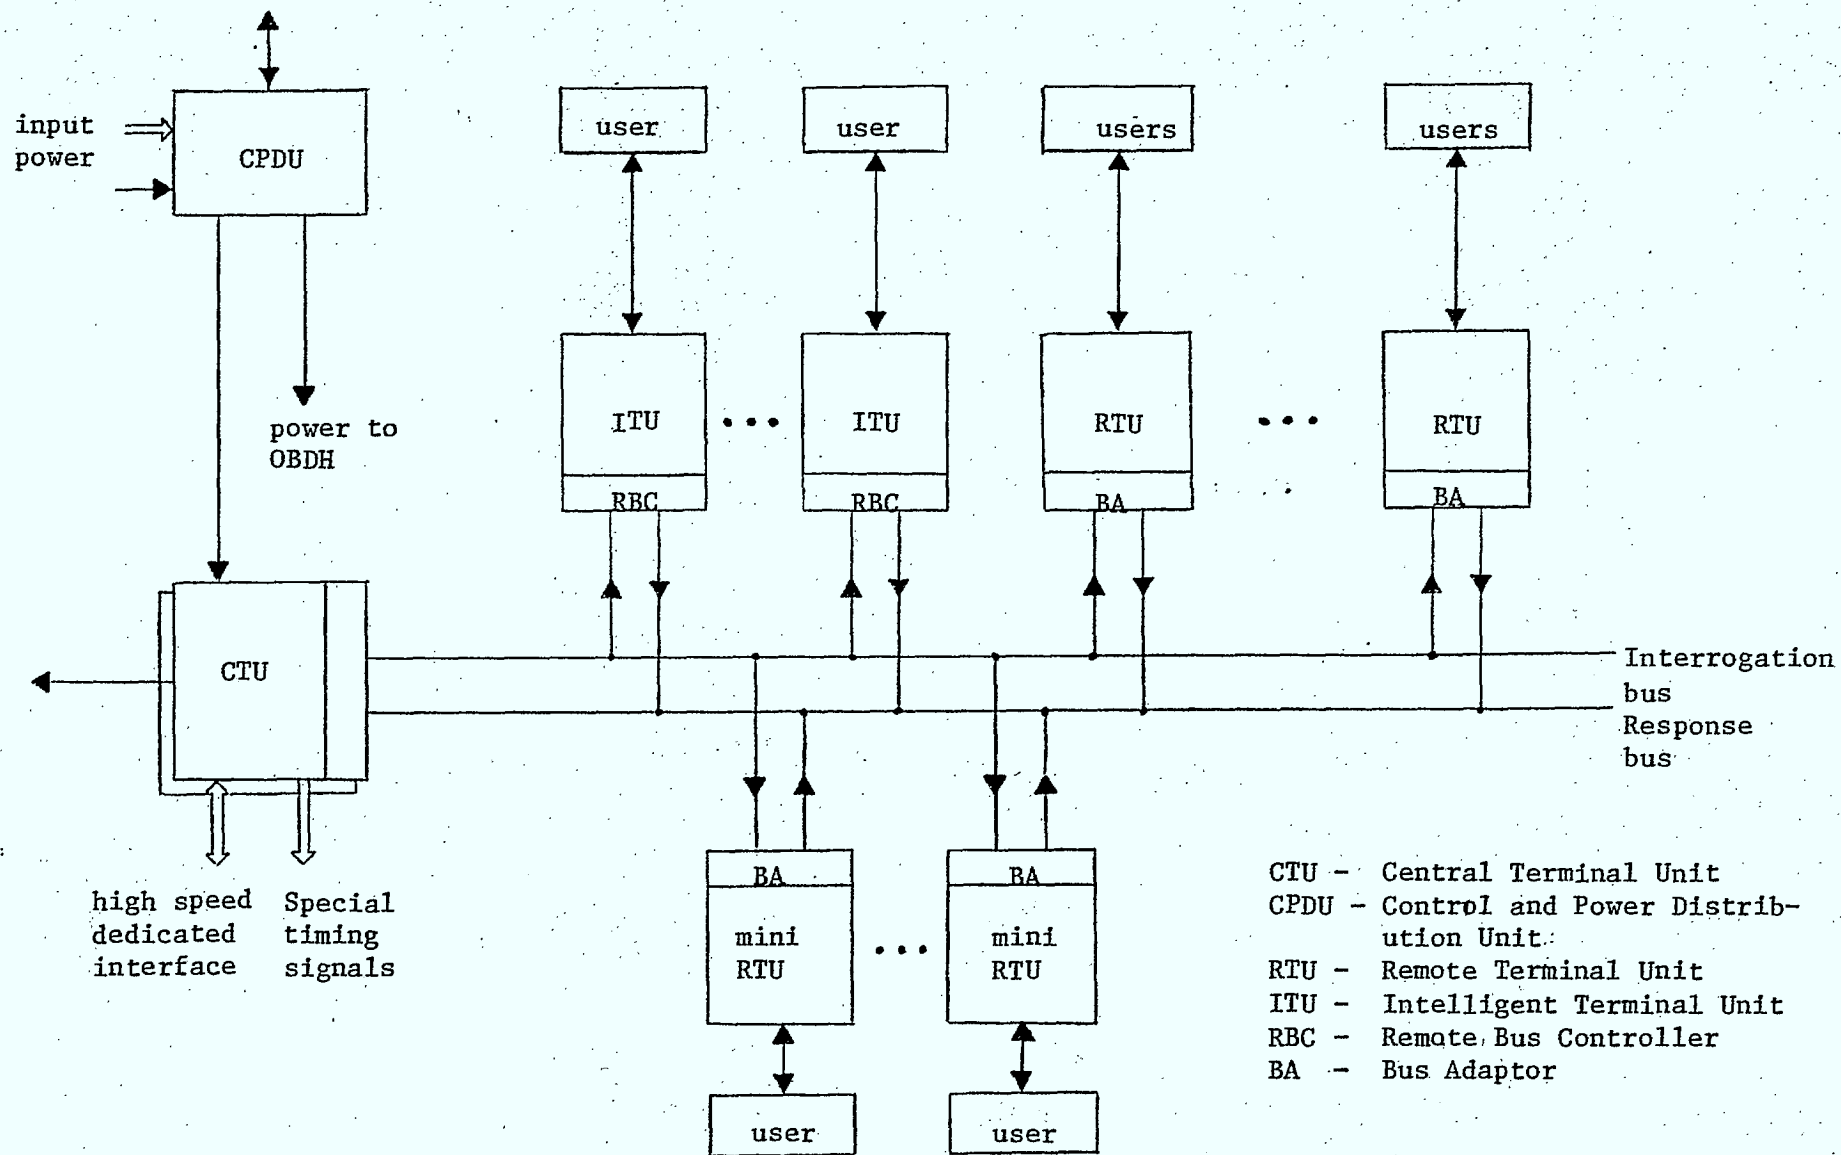 input
power
CPDU
user
user
users
users
power to
OBDH
ITU
ITU
RTU
RTU
RBC
RBC
BA
BA
CTU
Interrogation
bus
Response
bus
high speed
dedicated
interface
Special
timing
signals
BA
BA
mini
RTU
mini
RTU
user
user
CTU - Central Terminal Unit
CPDU - Control and Power Distrib-
ution Unit
RTU - Remote Terminal Unit
ITU - Intelligent Terminal Unit
RBC - Remote Bus Controller
BA - Bus Adaptor